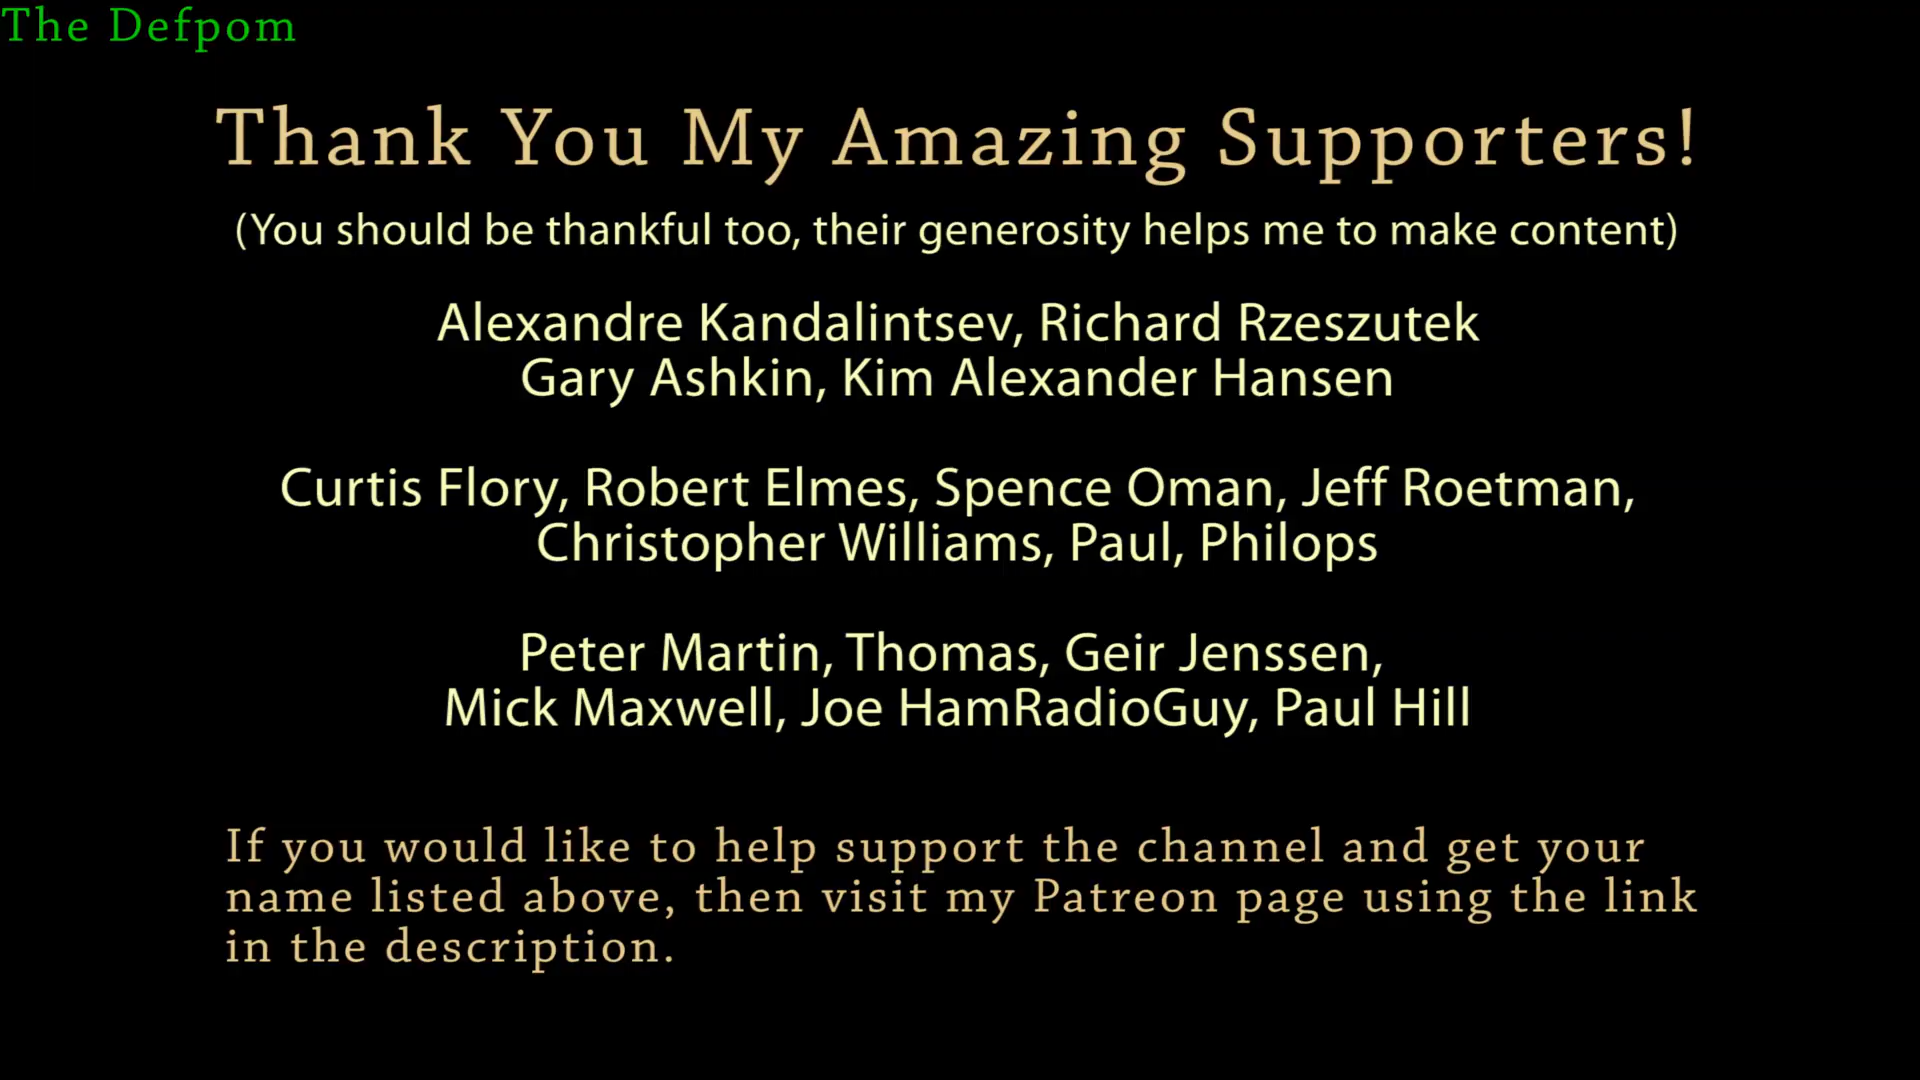 The Defpom
Thank You My Amazing Supporters!
(You should be thankful too, their generosity helps me to make content)
Alexandre Kandalintsev, Richard Rzeszutek
Gary Ashkin, Kim Alexander Hansen
Curtis Flory, Robert Elmes, Spence Oman, Jeff Roetman,
Christopher Williams, Paul, Philops
Peter Martin, Thomas, Geir Jenssen,
Mick Maxwell, Joe HamRadioGuy, Paul Hill
If you would like to help support the channel and get your
name listed above, then visit my Patreon page using the link
in the description.